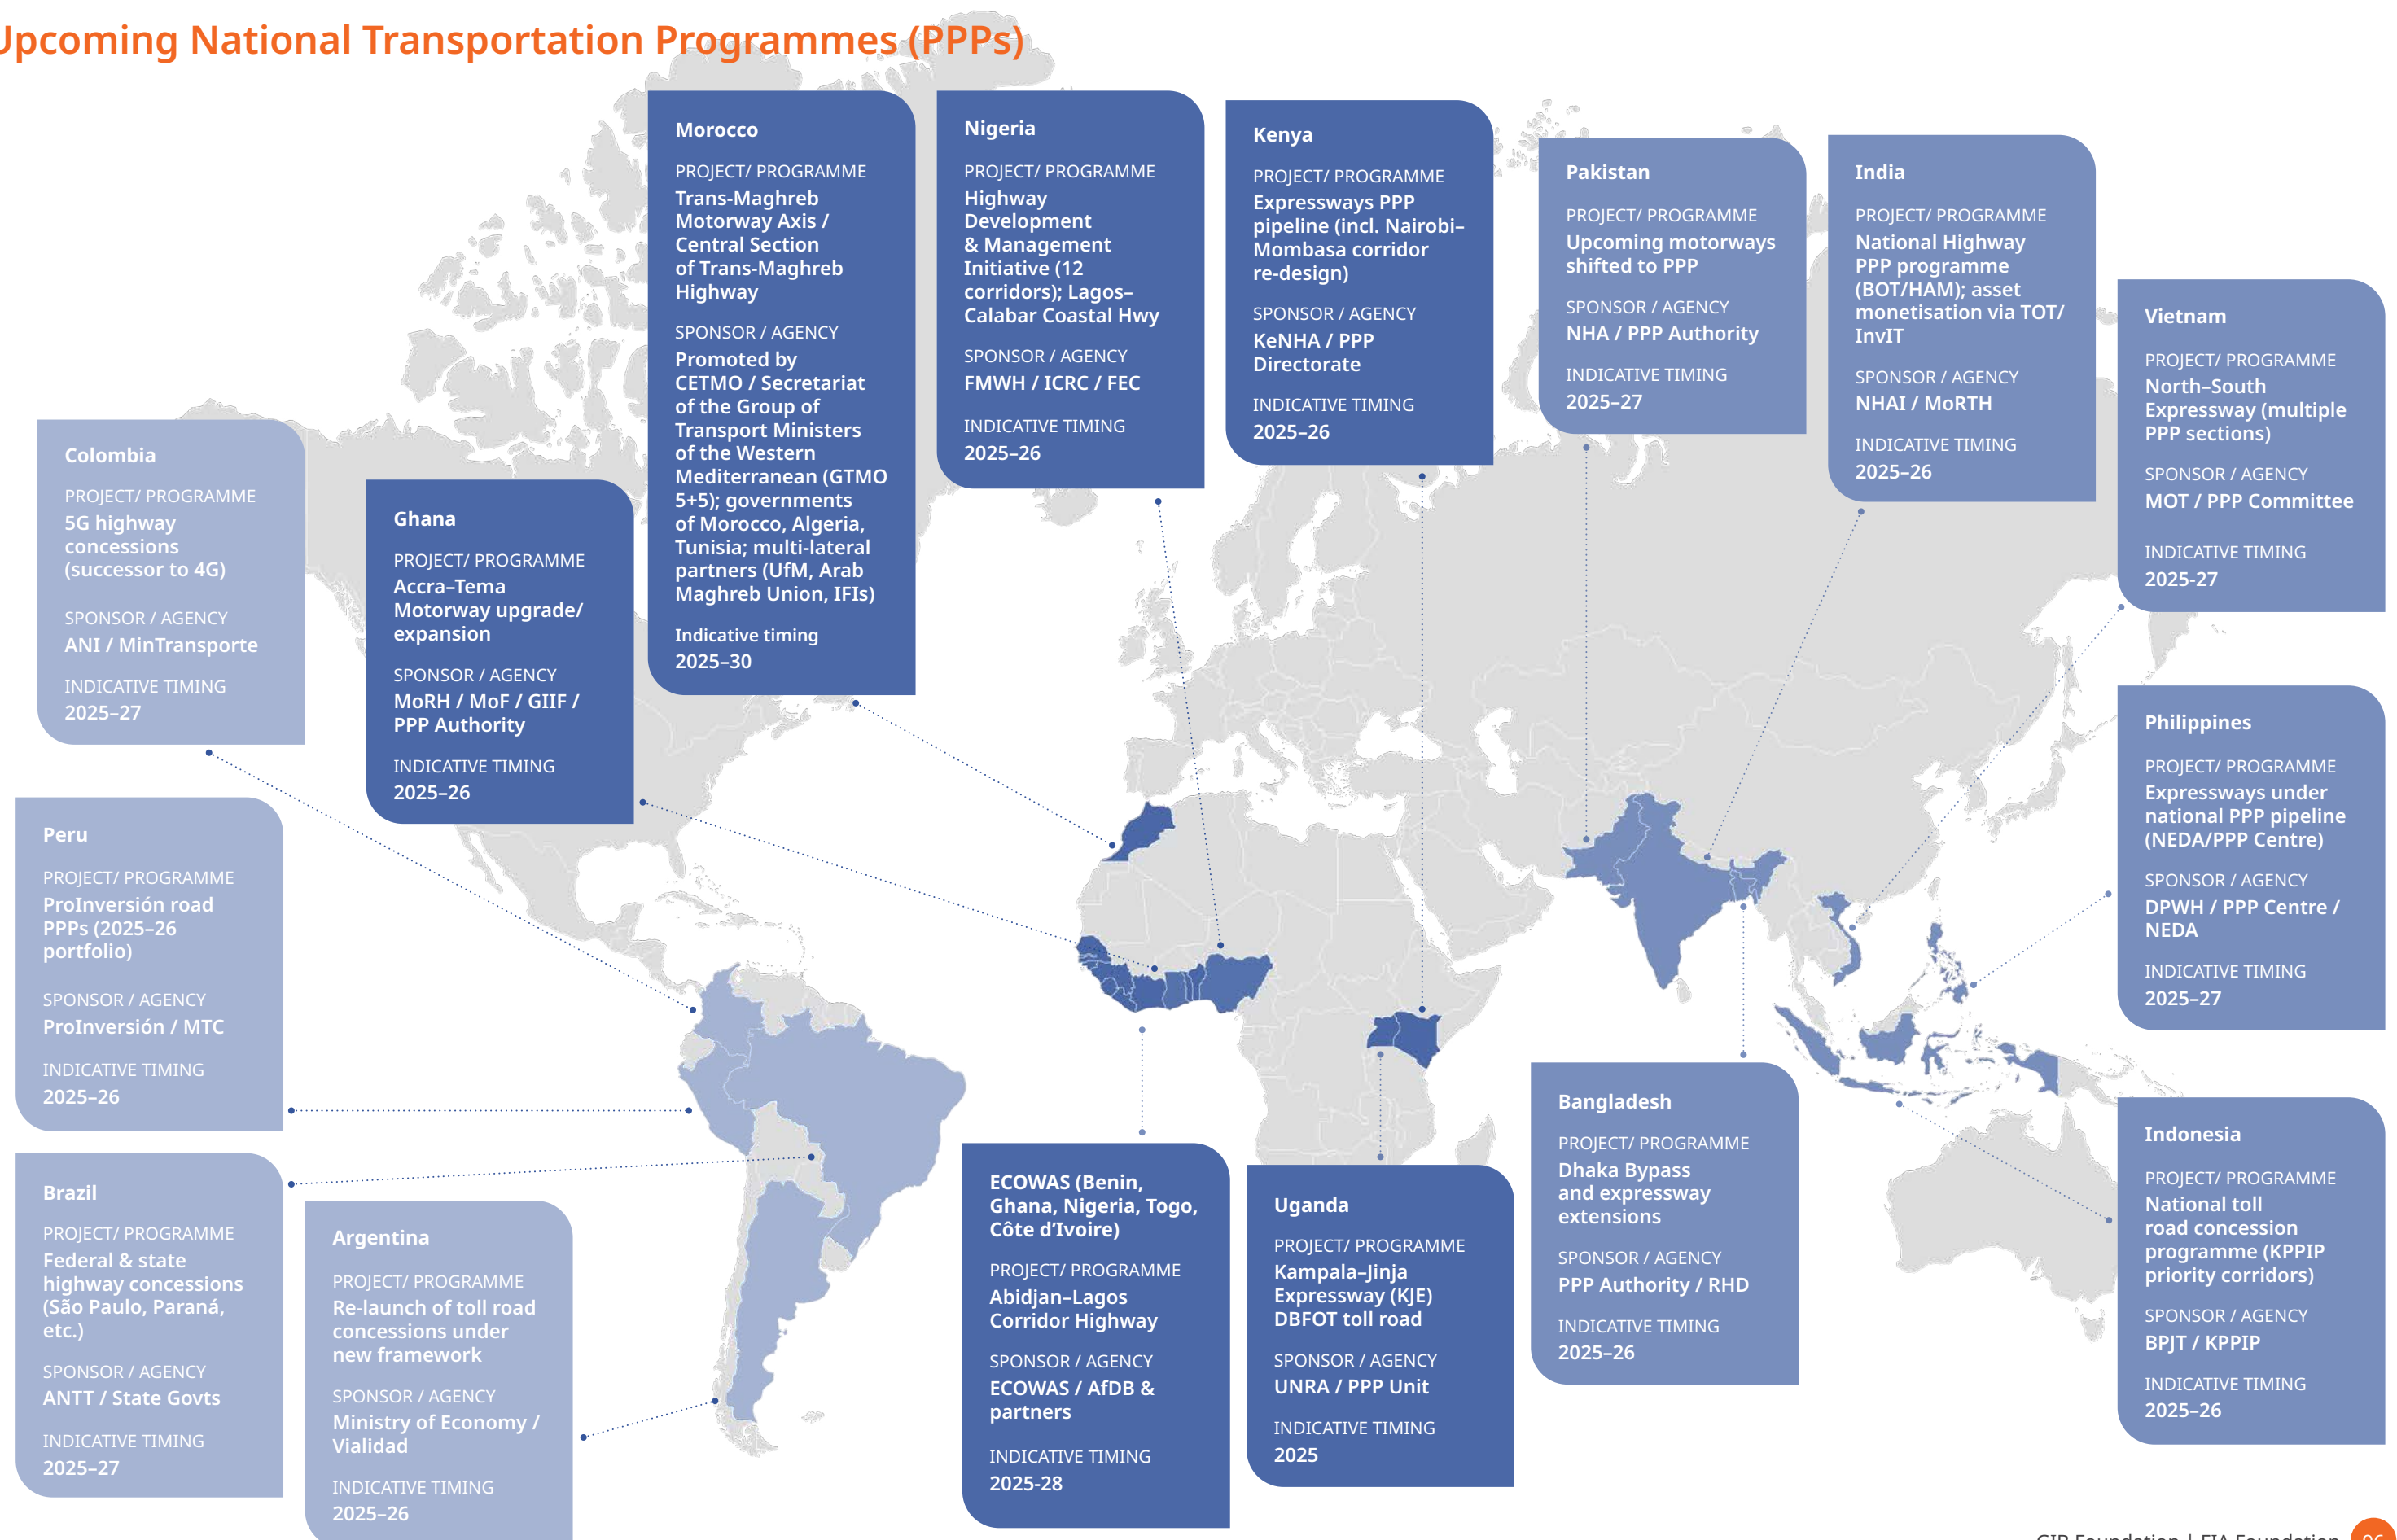 Upcoming National Transportation Programmes (PPPs)
Morocco
PROJECT/ PROGRAMME
Trans-Maghreb
Motorway Axis /
Central Section
of Trans-Maghreb
Highway
SPONSOR / AGENCY
Promoted by
CETMO / Secretariat
of the Group of
Transport Ministers
of the Western
Mediterranean (GTMO
5+5); governments
of Morocco, Algeria,
Tunisia; multi-lateral
partners (UfM, Arab
Maghreb Union, IFIs)
Indicative timing
2025–30
Nigeria
PROJECT/ PROGRAMME
Highway
Development
& Management
Initiative (12
corridors); Lagos–
Calabar Coastal Hwy
SPONSOR / AGENCY
FMWH / ICRC / FEC
INDICATIVE TIMING
2025–26
Kenya
PROJECT/ PROGRAMME
Expressways PPP
pipeline (incl. Nairobi–
Mombasa corridor
re-design)
SPONSOR / AGENCY
KeNHA / PPP
Directorate
INDICATIVE TIMING
2025–26
Pakistan
PROJECT/ PROGRAMME
Upcoming motorways
shifted to PPP
SPONSOR / AGENCY
NHA / PPP Authority
INDICATIVE TIMING
2025–27
India
PROJECT/ PROGRAMME
National Highway
PPP programme
(BOT/HAM); asset
monetisation via TOT/
InvIT
SPONSOR / AGENCY
NHAI / MoRTH
INDICATIVE TIMING
2025–26
Vietnam
PROJECT/ PROGRAMME
North–South
Expressway (multiple
PPP sections)
SPONSOR / AGENCY
MOT / PPP Committee
INDICATIVE TIMING
2025-27
Colombia
PROJECT/ PROGRAMME
5G highway
concessions
(successor to 4G)
SPONSOR / AGENCY
ANI / MinTransporte
INDICATIVE TIMING
2025–27
Ghana
PROJECT/ PROGRAMME
Accra–Tema
Motorway upgrade/
expansion
SPONSOR / AGENCY
MoRH / MoF / GIIF /
PPP Authority
INDICATIVE TIMING
2025–26
Philippines
PROJECT/ PROGRAMME
Expressways under
national PPP pipeline
(NEDA/PPP Centre)
SPONSOR / AGENCY
DPWH / PPP Centre /
NEDA
INDICATIVE TIMING
2025–27
Peru
PROJECT/ PROGRAMME
ProInversión road
PPPs (2025–26
portfolio)
SPONSOR / AGENCY
ProInversión / MTC
INDICATIVE TIMING
2025–26
Brazil
PROJECT/ PROGRAMME
Federal & state
highway concessions
(São Paulo, Paraná,
etc.)
SPONSOR / AGENCY
ANTT / State Govts
INDICATIVE TIMING
2025–27
Argentina
PROJECT/ PROGRAMME
Re-launch of toll road
concessions under
new framework
SPONSOR / AGENCY
Ministry of Economy /
Vialidad
INDICATIVE TIMING
2025–26
ECOWAS (Benin,
Ghana, Nigeria, Togo,
Côte d’Ivoire)
PROJECT/ PROGRAMME
Abidjan–Lagos
Corridor Highway
SPONSOR / AGENCY
ECOWAS / AfDB &
partners
INDICATIVE TIMING
2025-28
Uganda
PROJECT/ PROGRAMME
Kampala–Jinja
Expressway (KJE)
DBFOT toll road
SPONSOR / AGENCY
UNRA / PPP Unit
INDICATIVE TIMING
2025
Bangladesh
PROJECT/ PROGRAMME
Dhaka Bypass
and expressway
extensions
SPONSOR / AGENCY
PPP Authority / RHD
INDICATIVE TIMING
2025–26
Indonesia
PROJECT/ PROGRAMME
National toll
road concession
programme (KPPIP
priority corridors)
SPONSOR / AGENCY
BPJT / KPPIP
INDICATIVE TIMING
2025–26
Foundation | FIA Foundation